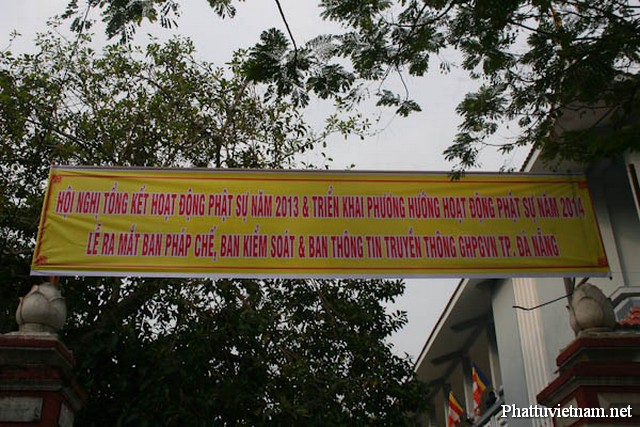 HỘI NGHỊ TỔNG KẾT HOẠT ĐỘNG PHẬT SỰ NĂM 2013 & TRIỂN KHAI PHƯƠNG HƯỚNG HOẠT ĐỘNG PHẬT SỰ NĂM 2014
LỄ RA MẮT BAN PHÁP CHẾ, BAN KIỂM SOÁT & BAN THÔNG TIN TRUYỀN THÔNG GHPGVN TP. ĐÀ NẴNG
Phattuvietnam.net